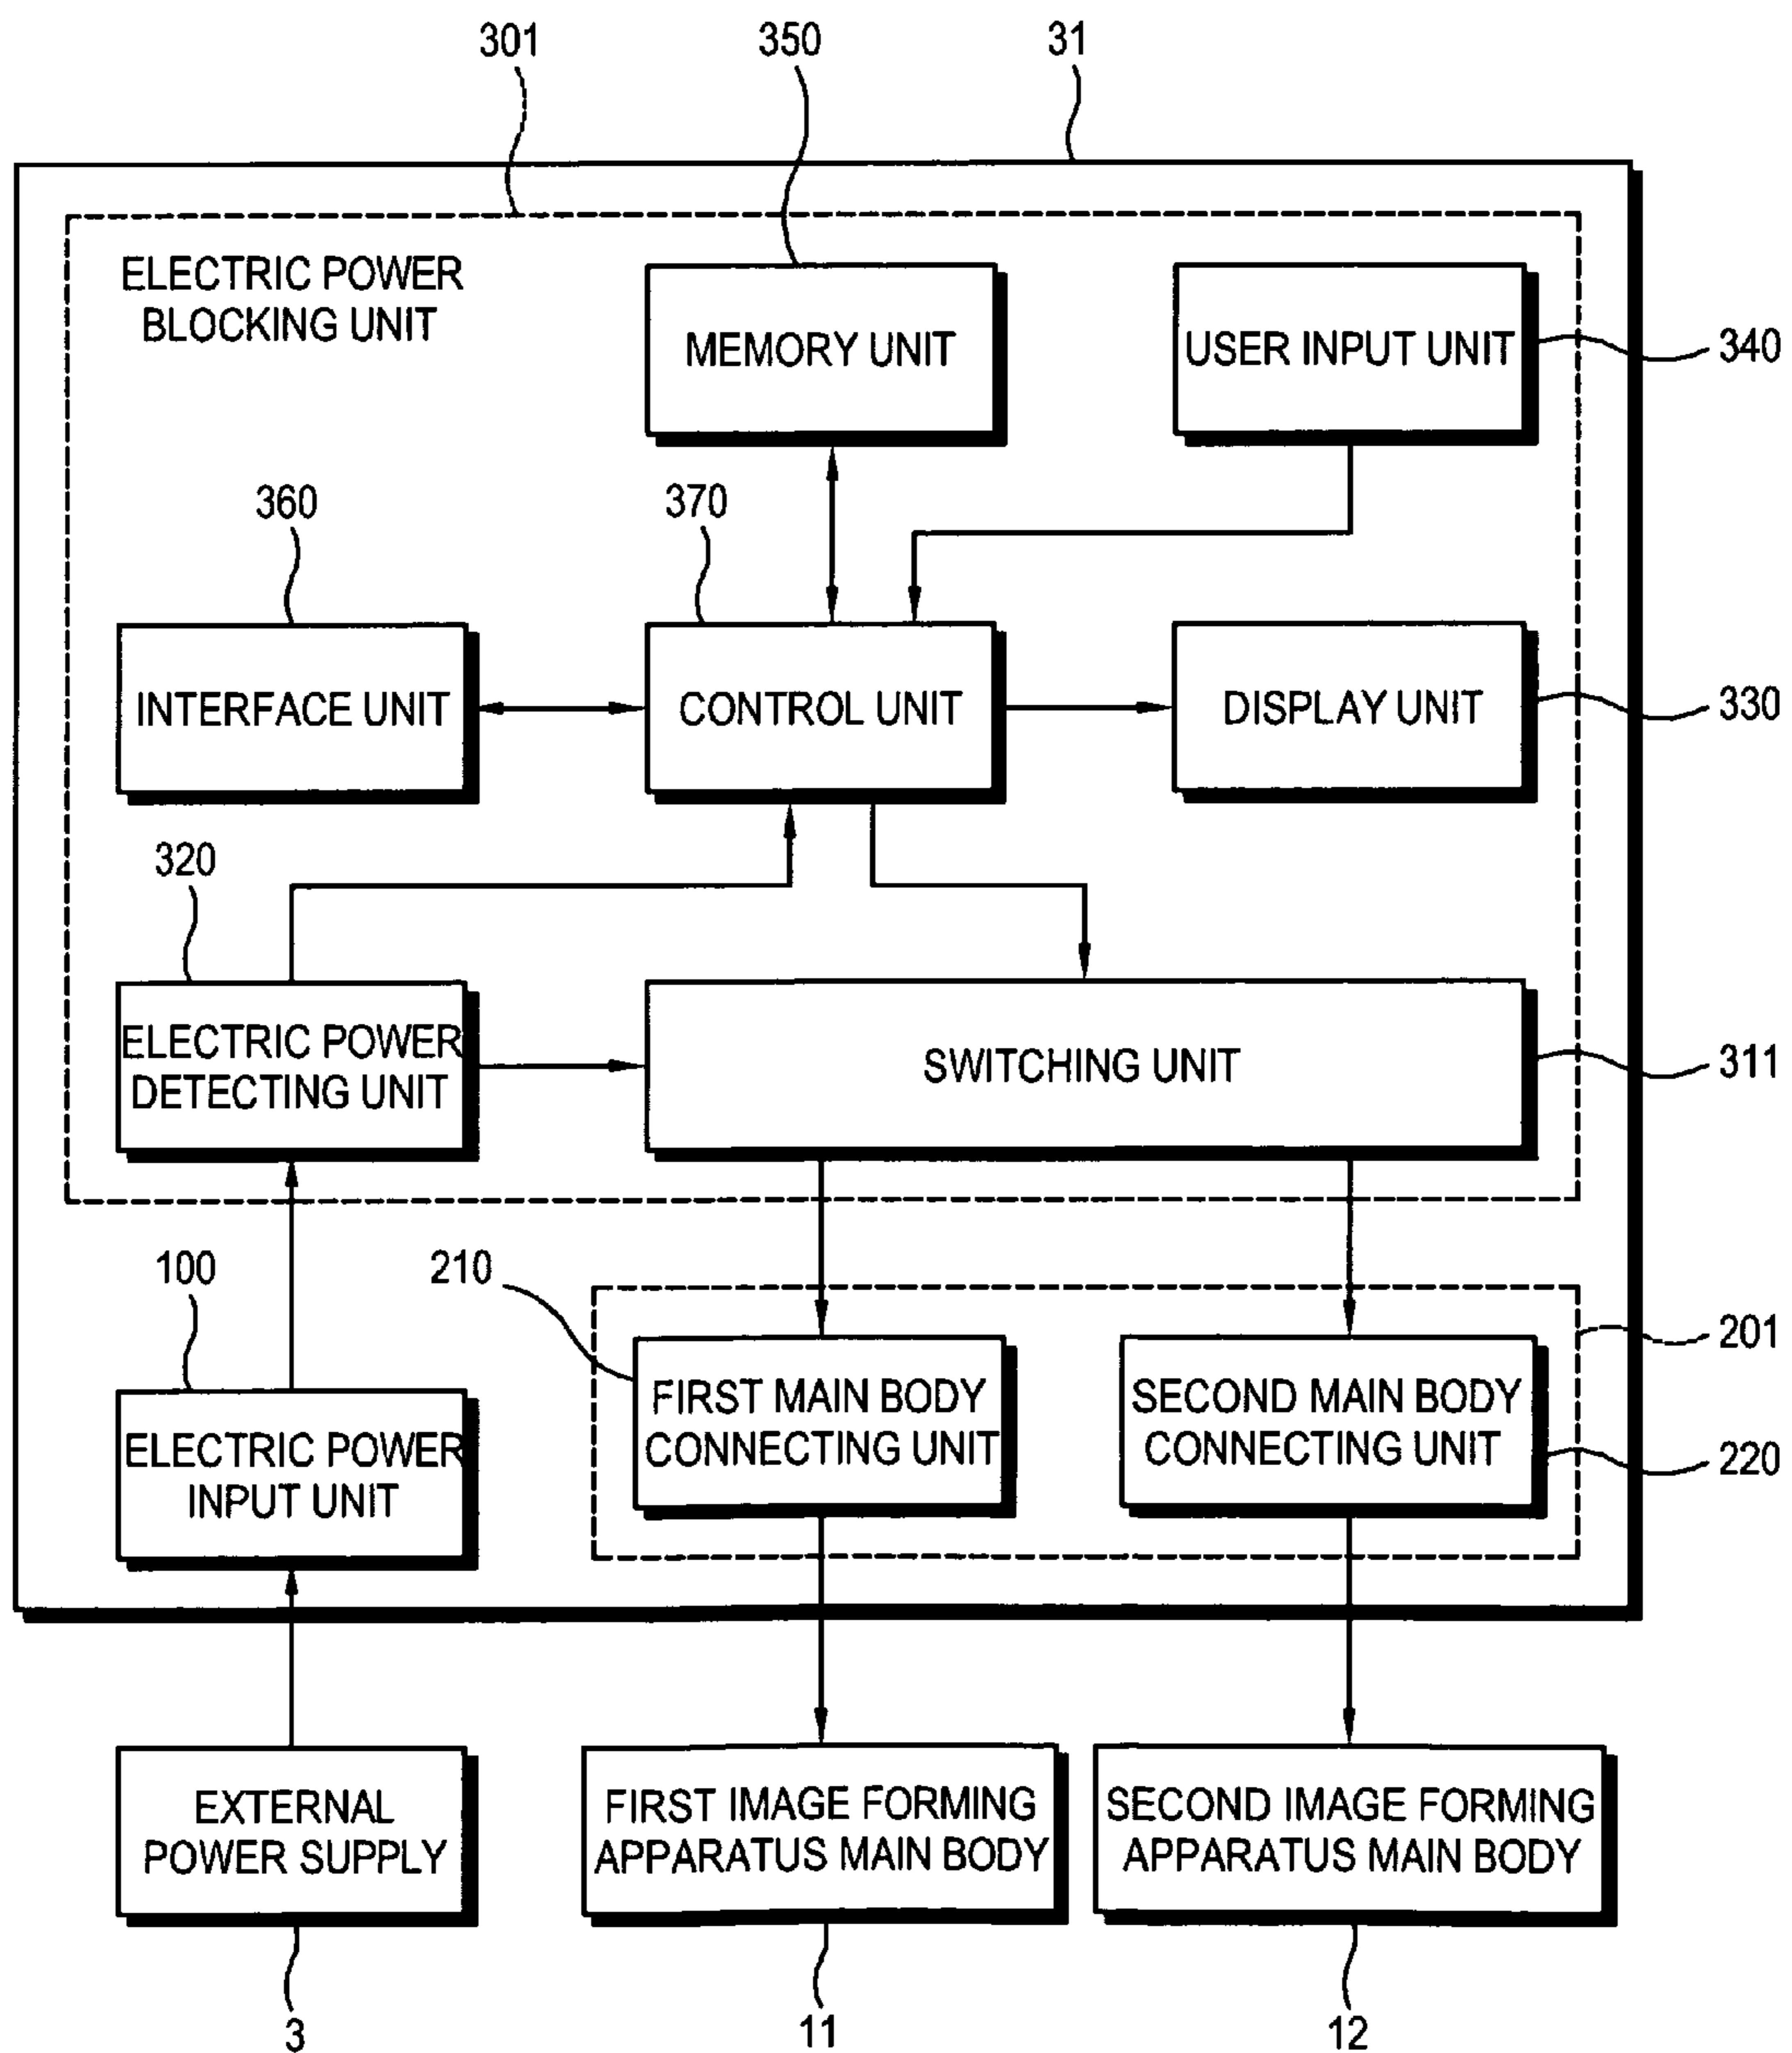 301
350
31
ELECTRIC POWER
BLOCKING UNIT
MEMORY UNIT
USER INPUT UNIT
340
360
370
INTERFACE UNIT
CONTROL UNIT
DISPLAY UNIT
330
320
ELECTRIC POWER
DETECTING UNIT
SWITCHING UNIT
311
100
210
201
FIRST MAIN BODY
CONNECTING UNIT
SECOND MAIN BODY
CONNECTING UNIT
220
ELECTRIC POWER
INPUT UNIT
EXTERNAL
POWER SUPPLY
FIRST IMAGE FORMING
APPARATUS MAIN BODY
SECOND IMAGE FORMING
APPARATUS MAIN BODY
3
11
12